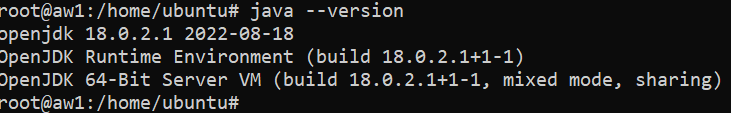 root@aw1:/home/ubuntu# java --version
openjdk 18.0.2.1 2022-08-18
OpenJDK Runtime Environment (build 18.0.2.1+1-1)
OpenJDK 64-Bit Server VM (build 18.0.2.1+1-1, mixed mode, sharing)
root@aw1:/home/ubuntu#